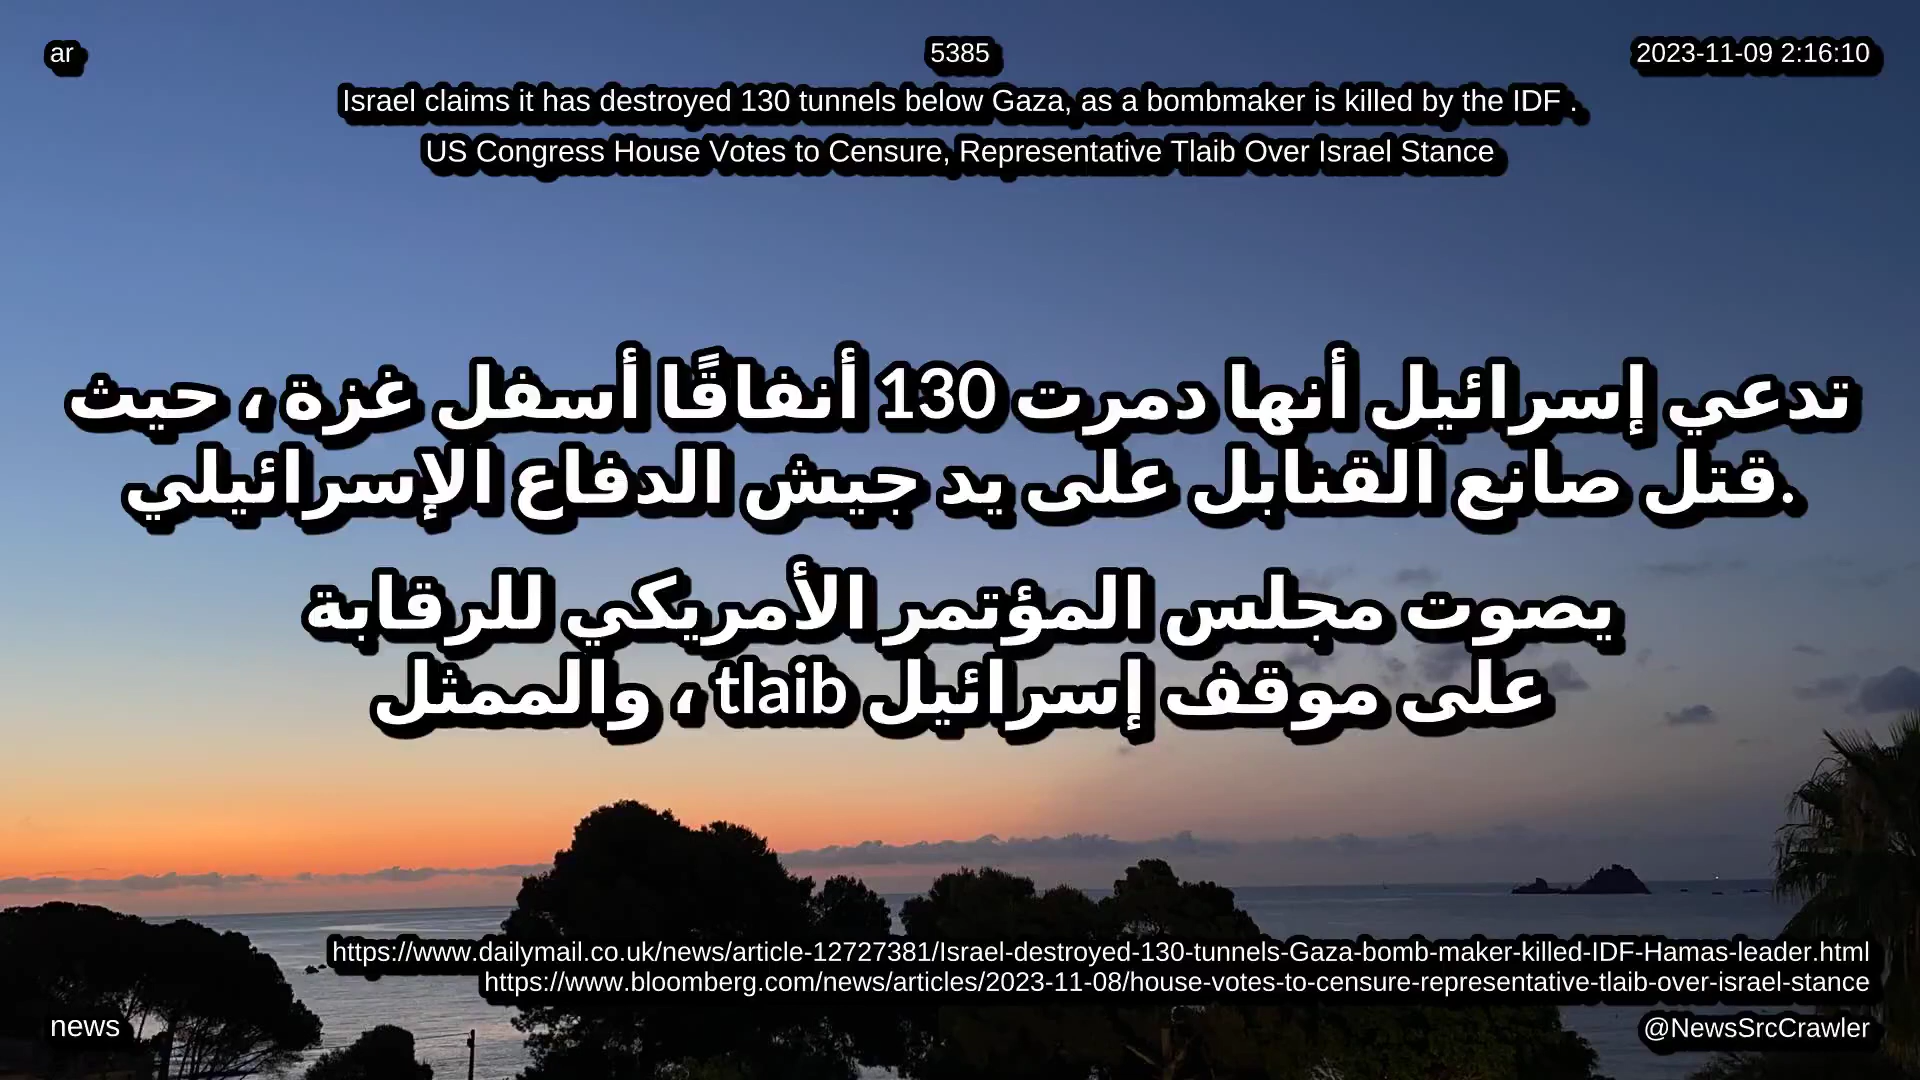 ar
5385
2023-11-09 2:16:10
Israel claims it has destroyed 130 tunnels below Gaza, as a bombmaker is killed by the IDF .
US Congress House Votes to Censure, Representative Tlaib Over Israel Stance
تدعي إسرائيل أنها دمرت 130 أنفاقًا أسفل غزة ، حيث
قتل صانع القنابل على يد جيش الدفاع الإسرائيلي.
يصوت مجلس المؤتمر الأمريكي للرقابة
على موقف إسرائيل tlaib ، والممثل
https://www.dailymail.co.uk/news/article-12727381/Israel-destroyed-130-tunnels-Gaza-bomb-maker-killed-IDF-Hamas-leader.html
https://www.bloomberg.com/news/articles/2023-11-08/house-votes-to-censure-representative-tlaib-over-israel-stance
news
@NewsSrcCrawler